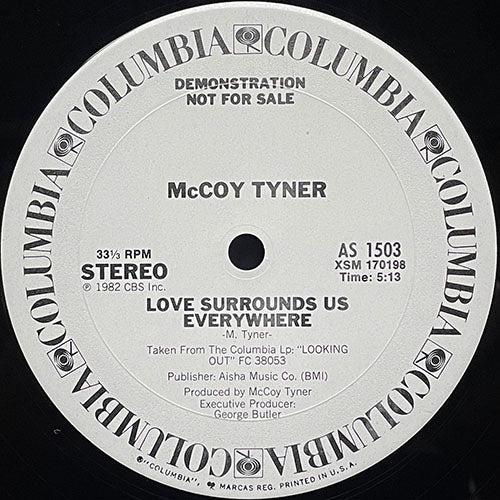 COLUMBIA COLUMBIA COLUMBIA COLUMBIA COLUMBIA COLUMBIA COLUMBIA COLUMBIA
DEMONSTRATION
NOT FOR SALE
McCOY TYNER
33⅓ RPM
STEREO
℗ 1982 CBS Inc.
AS 1503
XSM 170198
Time: 5:13
LOVE SURROUNDS US
EVERYWHERE
-M. Tyner-
Taken From The Columbia Lp: "LOOKING
OUT" FC 38053
Publisher: Aisha Music Co. (BMI)
Produced by McCoy Tyner
Executive Producer:
George Butler
® "COLUMBIA", MARCAS REG. PRINTED IN U.S.A.